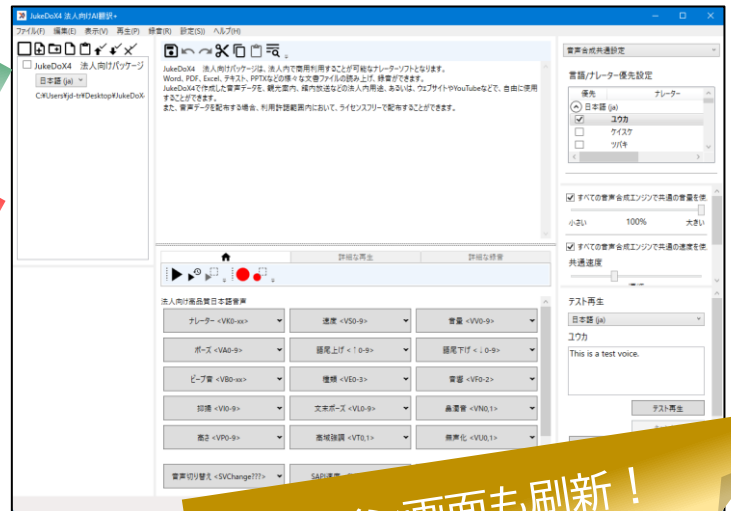 JukeDoX4 法人向けAI翻訳+
ファイル(F) 編集(E) 表示(V) 再生(P) 録音(R) 設定(S) ヘルプ(H)
JukeDoX4 法人向けパッケージ
日本語 (ja)
C:¥Users¥jd-tr¥Desktop¥JukeDoX-
JukeDoX4 法人向けパッケージは、法人内で商用利用することが可能なナレーターソフトとなります。
Word、PDF、Excel、テキスト、PPTXなどの様々な文書ファイルの読み上げ、録音ができます。
JukeDoX4で作成した音声データを、観光案内、館内放送などの法人内用途、あるいは、ウェブサイトやYouTubeなどで、自由に使用
することができます。
また、音声データを配布する場合、利用許諾範囲内において、ライセンスフリーで配布することができます。
詳細な再生
詳細な録音
法人向け高品質日本語音声
ナレーター <VK0-xx>
速度 <VS0-9>
音量 <VV0-9>
ポーズ <VA0-9>
語尾上げ <↑0-9>
語尾下げ <↓0-9>
ビープ音 <VB0-xx>
種類 <VE0-3>
音響 <VF0-2>
抑揚 <VI0-9>
文末ポーズ <VL0-9>
鼻濁音 <VN0,1>
高さ <VP0-9>
高域強調 <VT0,1>
無声化 <VU0,1>
音声切り替え <SVChange???>
音声合成共通設定
言語/ナレーター優先設定
優先 ナレーター
日本語 (ja)
ユウカ
ケイスケ
ツバキ
すべての音声合成エンジンで共通の音量を使.
小さい 100% 大きい
すべての音声合成エンジンで共通の速度を使.
共通速度
テスト再生
日本語 (ja)
ユウカ
This is a test voice.
テスト再生
画面も刷新！